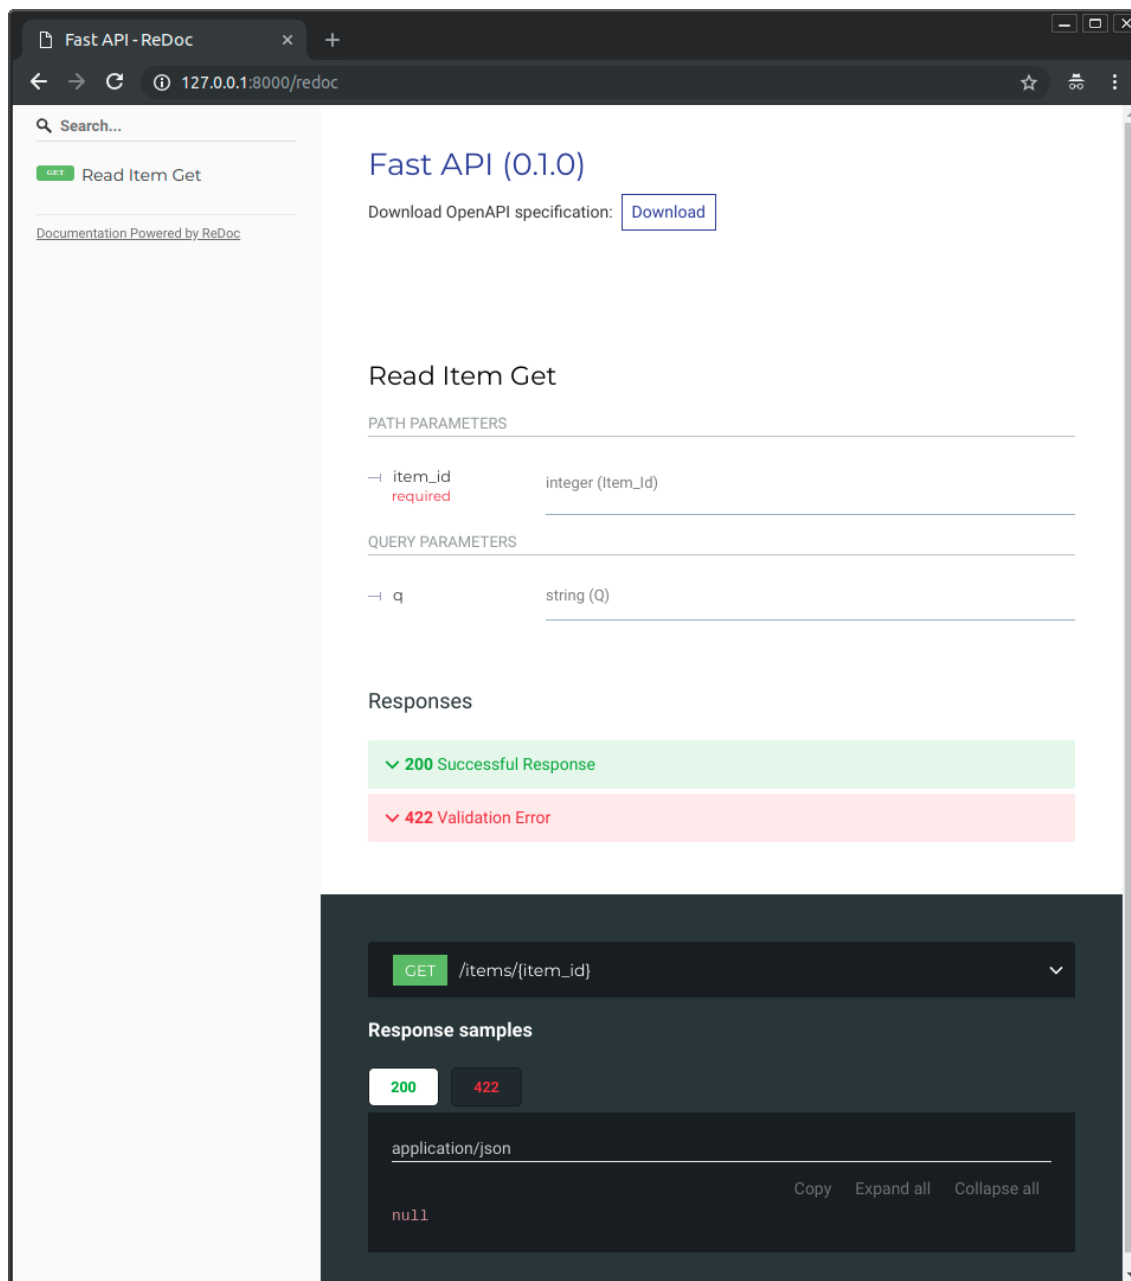 Fast API - ReDoc
127.0.0.1:8000/redoc
Search...
GET Read Item Get
Documentation Powered by ReDoc
Fast API (0.1.0)
Download OpenAPI specification: Download
Read Item Get
PATH PARAMETERS
item_id integer (Item_Id)
required
QUERY PARAMETERS
q string (Q)
Responses
200 Successful Response
422 Validation Error
GET /items/{item_id}
Response samples
200 422
application/json
Copy Expand all Collapse all
null